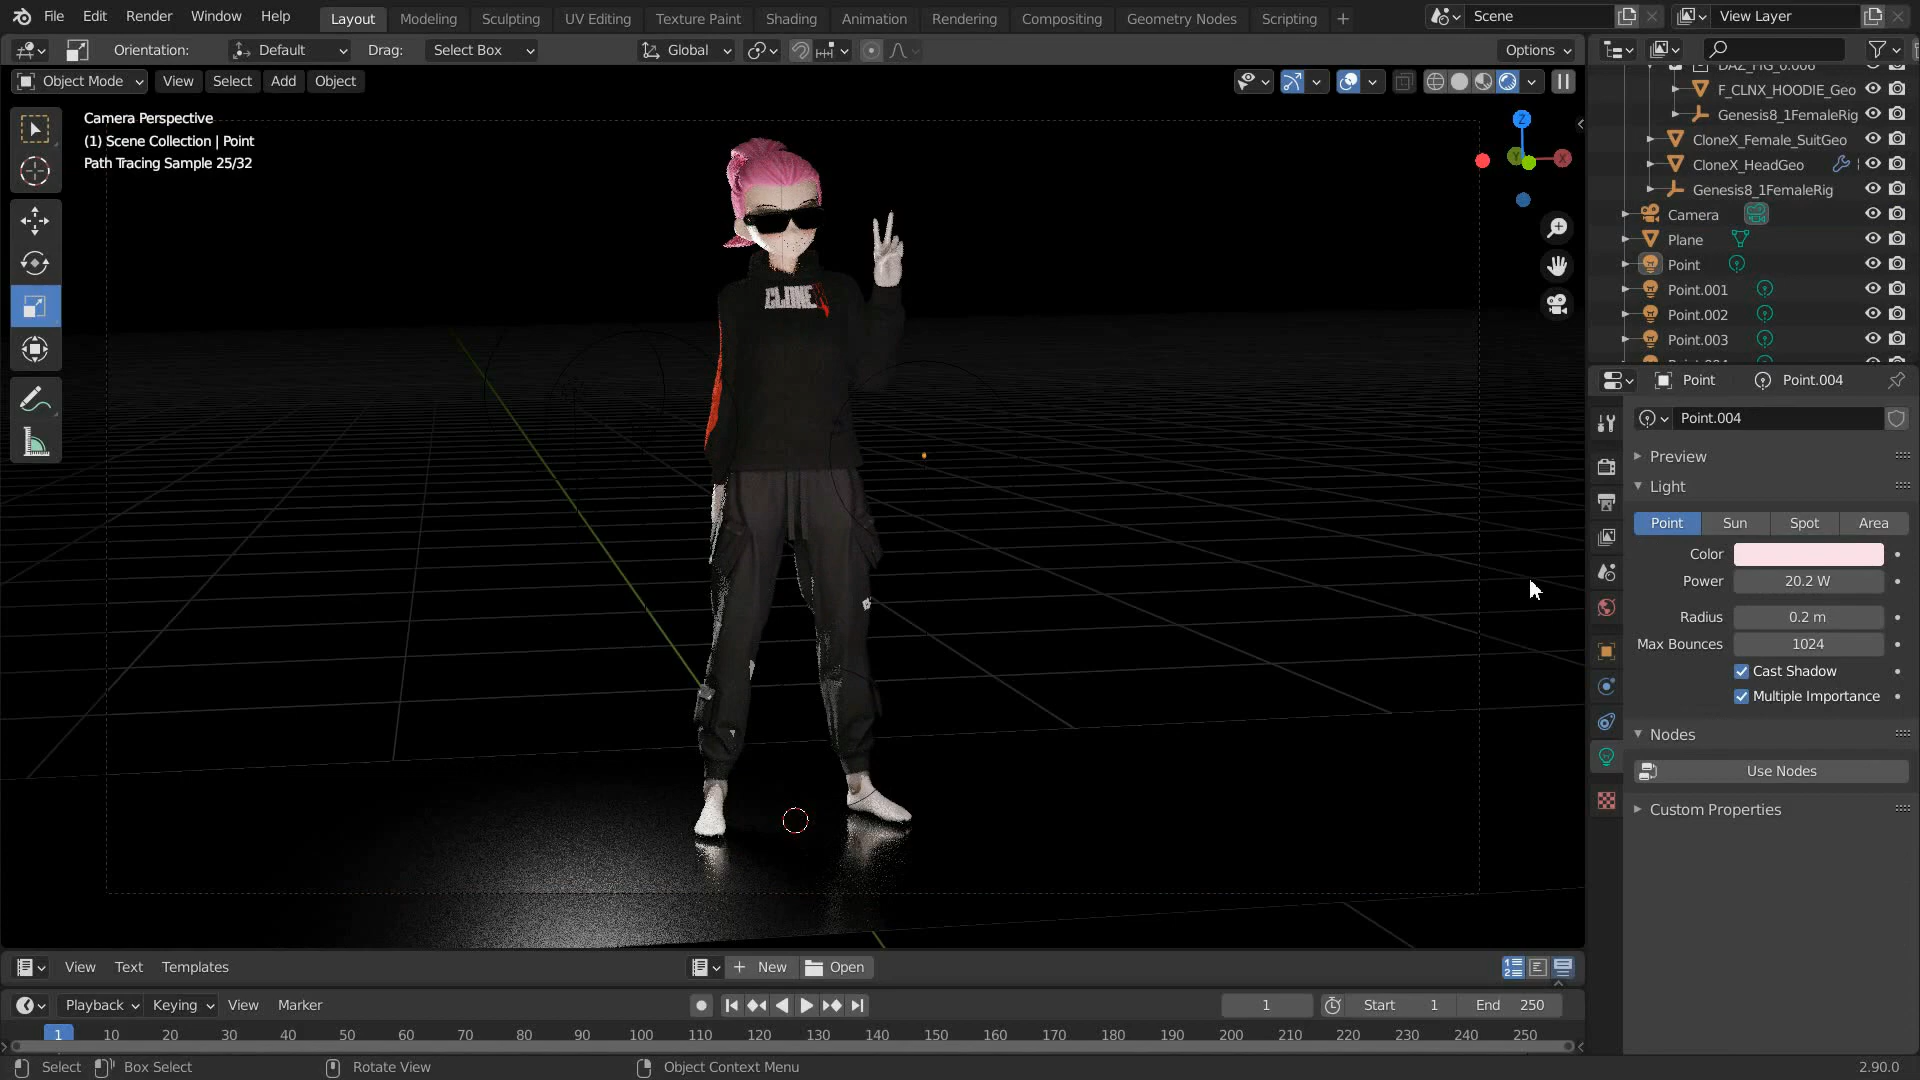 File Edit Render Window Help Layout Modeling Sculpting UV Editing Texture Paint Shading Animation Rendering Compositing Geometry Nodes Scripting + Scene View Layer
Orientation: Default Drag: Select Box Global Options
Object Mode View Select Add Object
Camera Perspective
(1) Scene Collection | Point
Path Tracing Sample 25/32
Z
Y
X
CLONE
F_CLNX_HOODIE_Geo
Genesis8_1FemaleRig
CloneX_Female_SuitGeo
CloneX_HeadGeo
Genesis8_1FemaleRig
Camera
Plane
Point
Point.001
Point.002
Point.003
Point Point.004
Point.004
Preview
Light
Point Sun Spot Area
Color
Power 20.2 W
Radius 0.2 m
Max Bounces 1024
Cast Shadow
Multiple Importance
Nodes
Use Nodes
Custom Properties
View Text Templates + New Open
Playback Keying View Marker 1 Start 1 End 250
1 10 20 30 40 50 60 70 80 90 100 110 120 130 140 150 160 170 180 190 200 210 220 230 240 250
Select Box Select Rotate View Object Context Menu 2.90.0